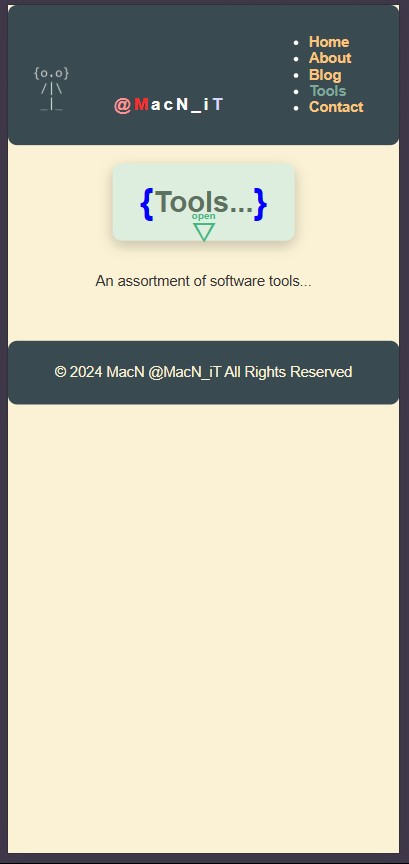 {o.o}
/|\
_|_
@MacN_iT
Home
About
Blog
Tools
Contact
{Tools...}
open
An assortment of software tools...
© 2024 MacN @MacN_iT All Rights Reserved